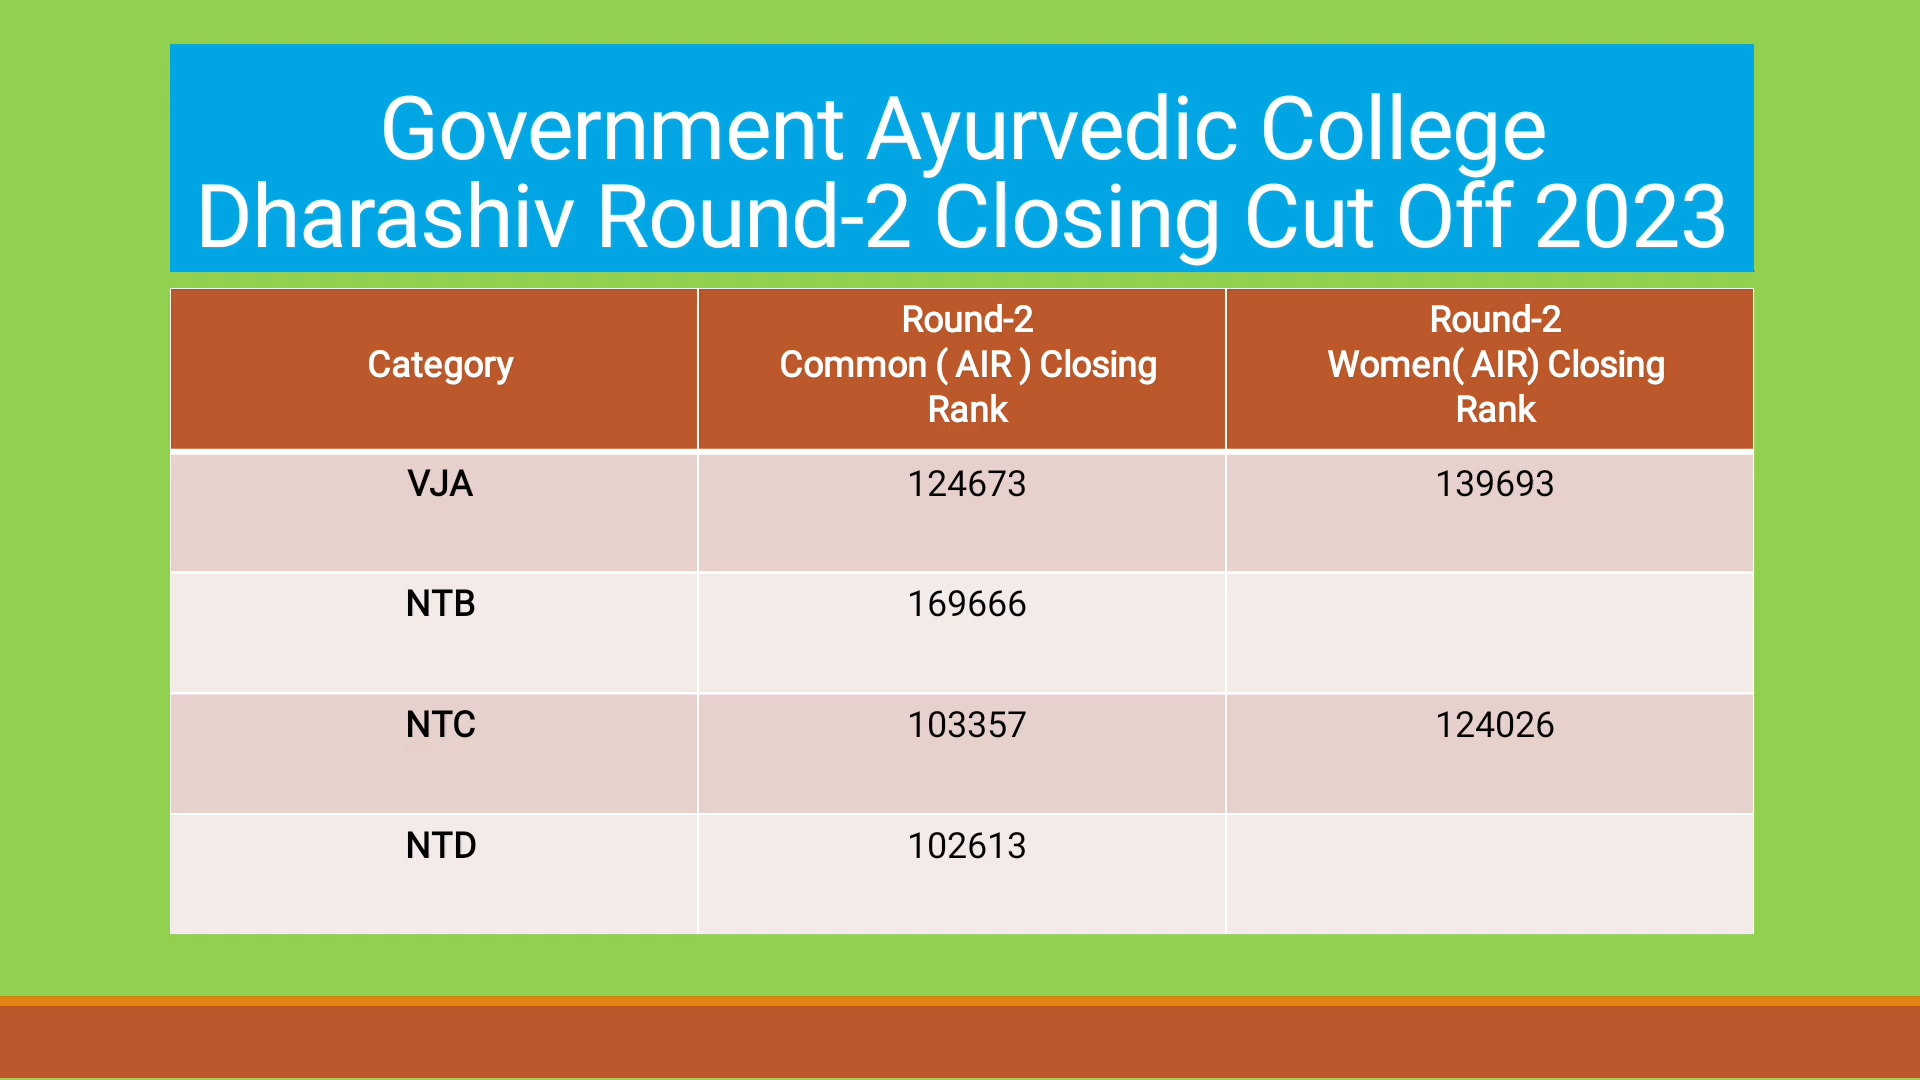 Government Ayurvedic College
Dharashiv Round-2 Closing Cut Off 2023
Category
Round-2
Common ( AIR ) Closing
Rank
Round-2
Women( AIR) Closing
Rank
VJA 124673 139693
NTB 169666
NTC 103357 124026
NTD 102613